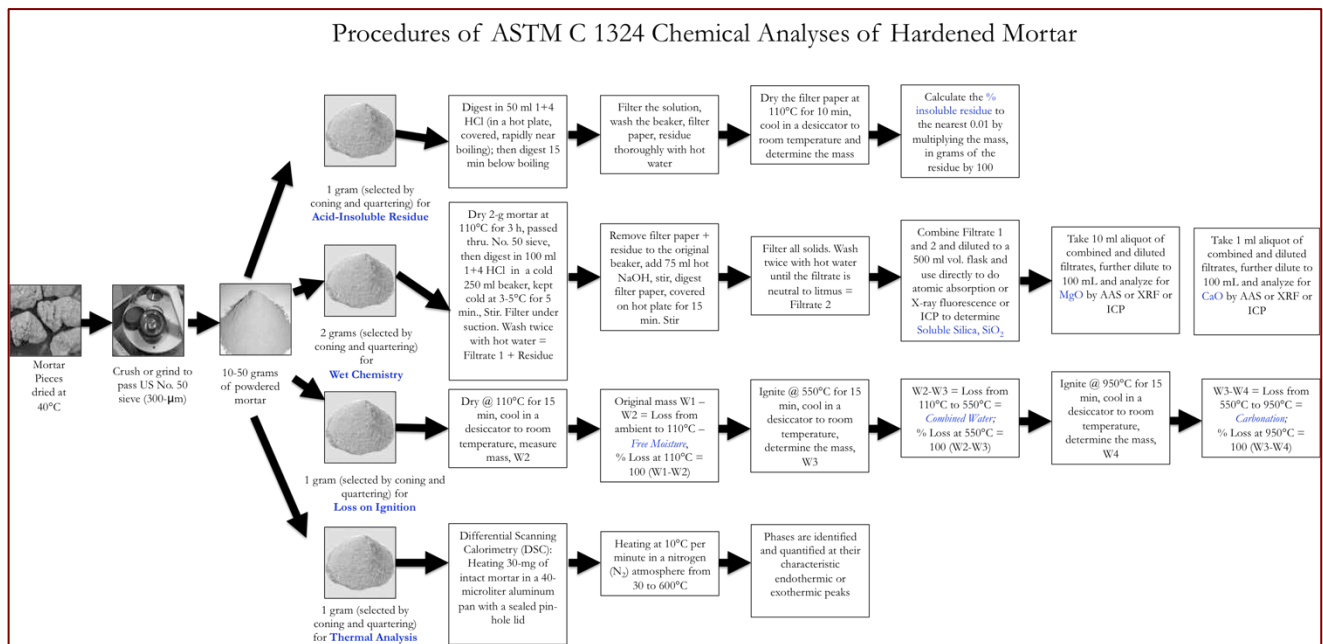 Procedures of ASTM C 1324 Chemical Analyses of Hardened Mortar
Mortar
Pieces
dried at
40°C
Crush or grind to
pass US No. 50
sieve (300-μm)
10-50 grams
of powdered
mortar
1 gram (selected by
coning and quartering) for
Acid-Insoluble Residue
Digest in 50 ml 1+4
HCl (in a hot plate,
covered, rapidly near
boiling); then digest 15
min below boiling
Filter the solution,
wash the beaker, filter
paper, residue
thoroughly with hot
water
Dry the filter paper at
110°C for 10 min,
cool in a desiccator to
room temperature and
determine the mass
Calculate the %
insoluble residue to
the nearest 0.01 by
multiplying the mass,
in grams of the
residue by 100
2 grams (selected by
coning and quartering)
for
Wet Chemistry
Dry 2-g mortar at
110°C for 3 h, passed
thru. No. 50 sieve,
then digest in 100 ml
1+4 HCl in a cold
250 ml beaker, kept
cold at 3-5°C for 5
min., Stir. Filter under
suction. Wash twice
with hot water =
Filtrate 1 + Residue
Remove filter paper +
residue to the original
beaker, add 75 ml hot
NaOH, stir, digest
filter paper, covered
on hot plate for 15
min. Stir
Filter all solids. Wash
twice with hot water
until the filtrate is
neutral to litmus =
Filtrate 2
Combine Filtrate 1
and 2 and diluted to a
500 ml vol. flask and
use directly to do
atomic absorption or
X-ray fluorescence or
ICP to determine
Soluble Silica, SiO₂
Take 10 ml aliquot of
combined and diluted
filtrates, further dilute to
100 mL and analyze for
MgO by AAS or XRF or
ICP
Take 1 ml aliquot of
combined and diluted
filtrates, further dilute to
100 mL and analyze for
CaO by AAS or XRF or
ICP
1 gram (selected by coning and
quartering) for
Loss on Ignition
Dry @ 110°C for 15
min, cool in a
desiccator to room
temperature, measure
mass, W2
Original mass W1 –
W2 = Loss from
ambient to 110°C –
Free Moisture,
% Loss at 110°C =
100 (W1-W2)
Ignite @ 550°C for 15
min, cool in a
desiccator to room
temperature,
determine the mass,
W3
W2-W3 = Loss from
110°C to 550°C =
Combined Water;
% Loss at 550°C =
100 (W2-W3)
Ignite @ 950°C for 15
min, cool in a
desiccator to room
temperature,
determine the mass,
W4
W3-W4 = Loss from
550°C to 950°C =
Carbonation;
% Loss at 950°C =
100 (W3-W4)
1 gram (selected by
coning and quartering)
for Thermal Analysis
Differential Scanning
Calorimetry (DSC):
Heating 30-mg of
intact mortar in a 40-
microliter aluminum
pan with a sealed pin-
hole lid
Heating at 10°C per
minute in a nitrogen
(N₂) atmosphere from
30 to 600°C
Phases are identified
and quantified at their
characteristic
endothermic or
exothermic peaks